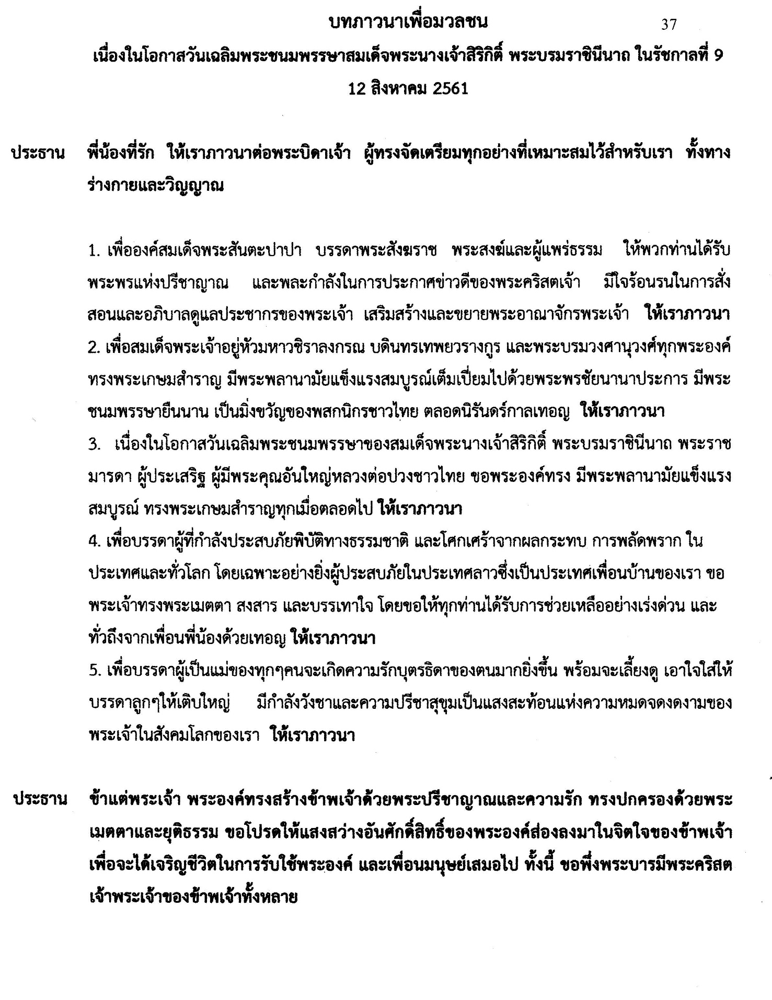 บทภาวนาเพื่อมวลชน 37
เนื่องในโอกาสวันเฉลิมพระชนมพรรษาสมเด็จพระนางเจ้าสิริกิติ์ พระบรมราชินีนาถ ในรัชกาลที่ 9
12 สิงหาคม 2561
ประธาน พี่น้องที่รัก ให้เราภาวนาต่อพระบิดาเจ้า ผู้ทรงจัดเตรียมทุกอย่างที่เหมาะสมไว้สำหรับเรา ทั้งทาง
ร่างกายและวิญญาณ
1. เพื่อองค์สมเด็จพระสันตะปาปา บรรดาพระสังฆราช พระสงฆ์และผู้แพร่ธรรม ให้พวกท่านได้รับ
พระพรแห่งปรีชาญาณ และพละกำลังในการประกาศข่าวดีของพระคริสตเจ้า มีใจร้อนรนในการสั่ง
สอนและอภิบาลดูแลประชากรของพระเจ้า เสริมสร้างและขยายพระอาณาจักรพระเจ้า ให้เราภาวนา
2. เพื่อสมเด็จพระเจ้าอยู่หัวมหาวชิราลงกรณ บดินทรเทพยวรางกูร และพระบรมวงศานุวงศ์ทุกพระองค์
ทรงพระเกษมสำราญ มีพระพลานามัยแข็งแรงสมบูรณ์เต็มเปี่ยมไปด้วยพระพรชัยนานาประการ มีพระ
ชนมพรรษายืนนาน เป็นมิ่งขวัญของพสกนิกรชาวไทย ตลอดนิรันดร์กาลเทอญ ให้เราภาวนา
3. เนื่องในโอกาสวันเฉลิมพระชนมพรรษาของสมเด็จพระนางเจ้าสิริกิติ์ พระบรมราชินีนาถ พระราช
มารดา ผู้ประเสริฐ ผู้มีพระคุณอันใหญ่หลวงต่อปวงชาวไทย ขอพระองค์ทรง มีพระพลานามัยแข็งแรง
สมบูรณ์ ทรงพระเกษมสำราญทุกเมื่อตลอดไป ให้เราภาวนา
4. เพื่อบรรดาผู้ที่กำลังประสบภัยพิบัติทางธรรมชาติ และโศกเศร้าจากผลกระทบ การพลัดพราก ใน
ประเทศและทั่วโลก โดยเฉพาะอย่างยิ่งผู้ประสบภัยในประเทศลาวซึ่งเป็นประเทศเพื่อนบ้านของเรา ขอ
พระเจ้าทรงพระเมตตา สงสาร และบรรเทาใจ โดยขอให้ทุกท่านได้รับการช่วยเหลืออย่างเร่งด่วน และ
ทั่วถึงจากเพื่อนพี่น้องด้วยเทอญ ให้เราภาวนา
5. เพื่อบรรดาผู้เป็นแม่ของทุกๆคนจะเกิดความรักบุตรธิดาของตนมากยิ่งขึ้น พร้อมจะเลี้ยงดู เอาใจใส่ให้
บรรดาลูกๆให้เติบใหญ่ มีกำลังวังชาและความปรีชาสุขุมเป็นแสงสะท้อนแห่งความหมดจดงดงามของ
พระเจ้าในสังคมโลกของเรา ให้เราภาวนา
ประธาน ข้าแต่พระเจ้า พระองค์ทรงสร้างข้าพเจ้าด้วยพระปรีชาญาณและความรัก ทรงปกครองด้วยพระ
เมตตาและยุติธรรม ขอโปรดให้แสงสว่างอันศักดิ์สิทธิ์ของพระองค์ส่องลงมาในจิตใจของข้าพเจ้า
เพื่อจะได้เจริญชีวิตในการรับใช้พระองค์ และเพื่อนมนุษย์เสมอไป ทั้งนี้ ขอพึ่งพระบารมีพระคริสต
เจ้าพระเจ้าของข้าพเจ้าทั้งหลาย